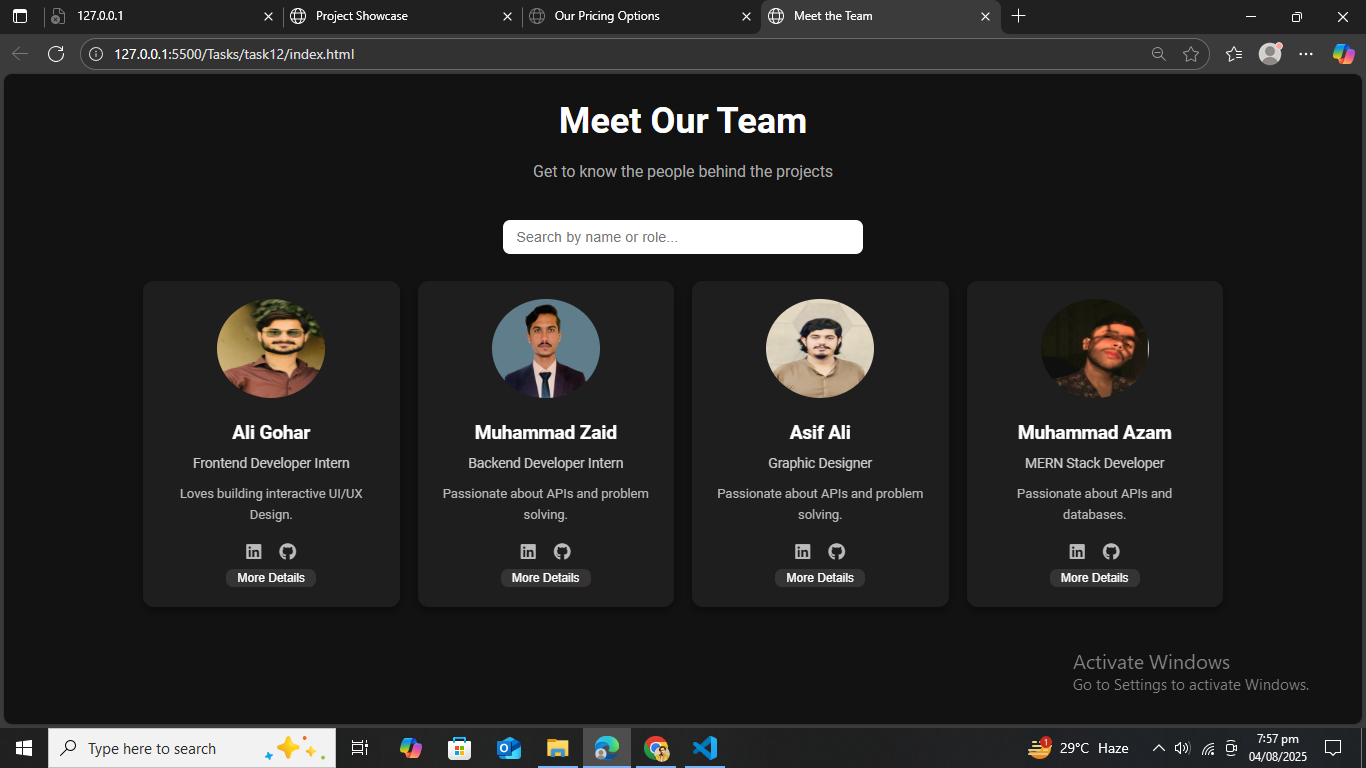 127.0.0.1
Project Showcase
Our Pricing Options
Meet the Team
127.0.0.1:5500/Tasks/task12/index.html
Meet Our Team
Get to know the people behind the projects
Search by name or role...
Ali Gohar
Frontend Developer Intern
Loves building interactive UI/UX
Design.
More Details
Muhammad Zaid
Backend Developer Intern
Passionate about APIs and problem
solving.
More Details
Asif Ali
Graphic Designer
Passionate about APIs and problem
solving.
More Details
Muhammad Azam
MERN Stack Developer
Passionate about APIs and
databases.
More Details
Activate Windows
Go to Settings to activate Windows.
Type here to search
1
29°C Haze
7:57 pm
04/08/2025